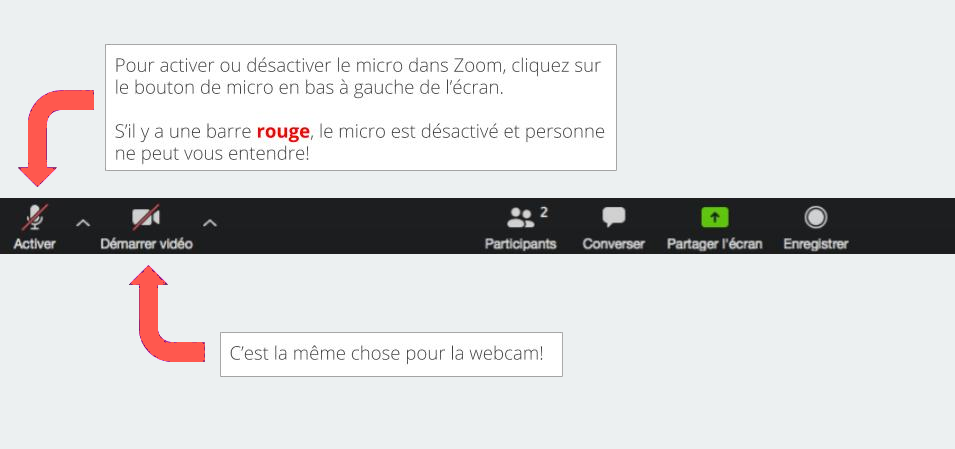 Pour activer ou désactiver le micro dans Zoom, cliquez sur
le bouton de micro en bas à gauche de l’écran.
S’il y a une barre rouge, le micro est désactivé et personne
ne peut vous entendre!
Activer
Démarrer vidéo
2
Participants
Converser
Partager l'écran
Enregistrer
C’est la même chose pour la webcam!